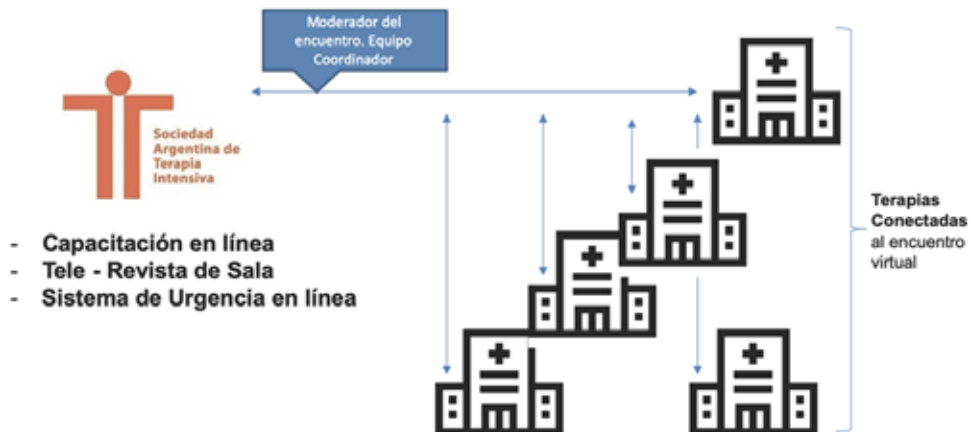 Moderador del
encuentro. Equipo
Coordinador
Sociedad
Argentina de
Terapia
Intensiva
- Capacitación en línea
- Tele - Revista de Sala
- Sistema de Urgencia en línea
Terapias
Conectadas
al encuentro
virtual